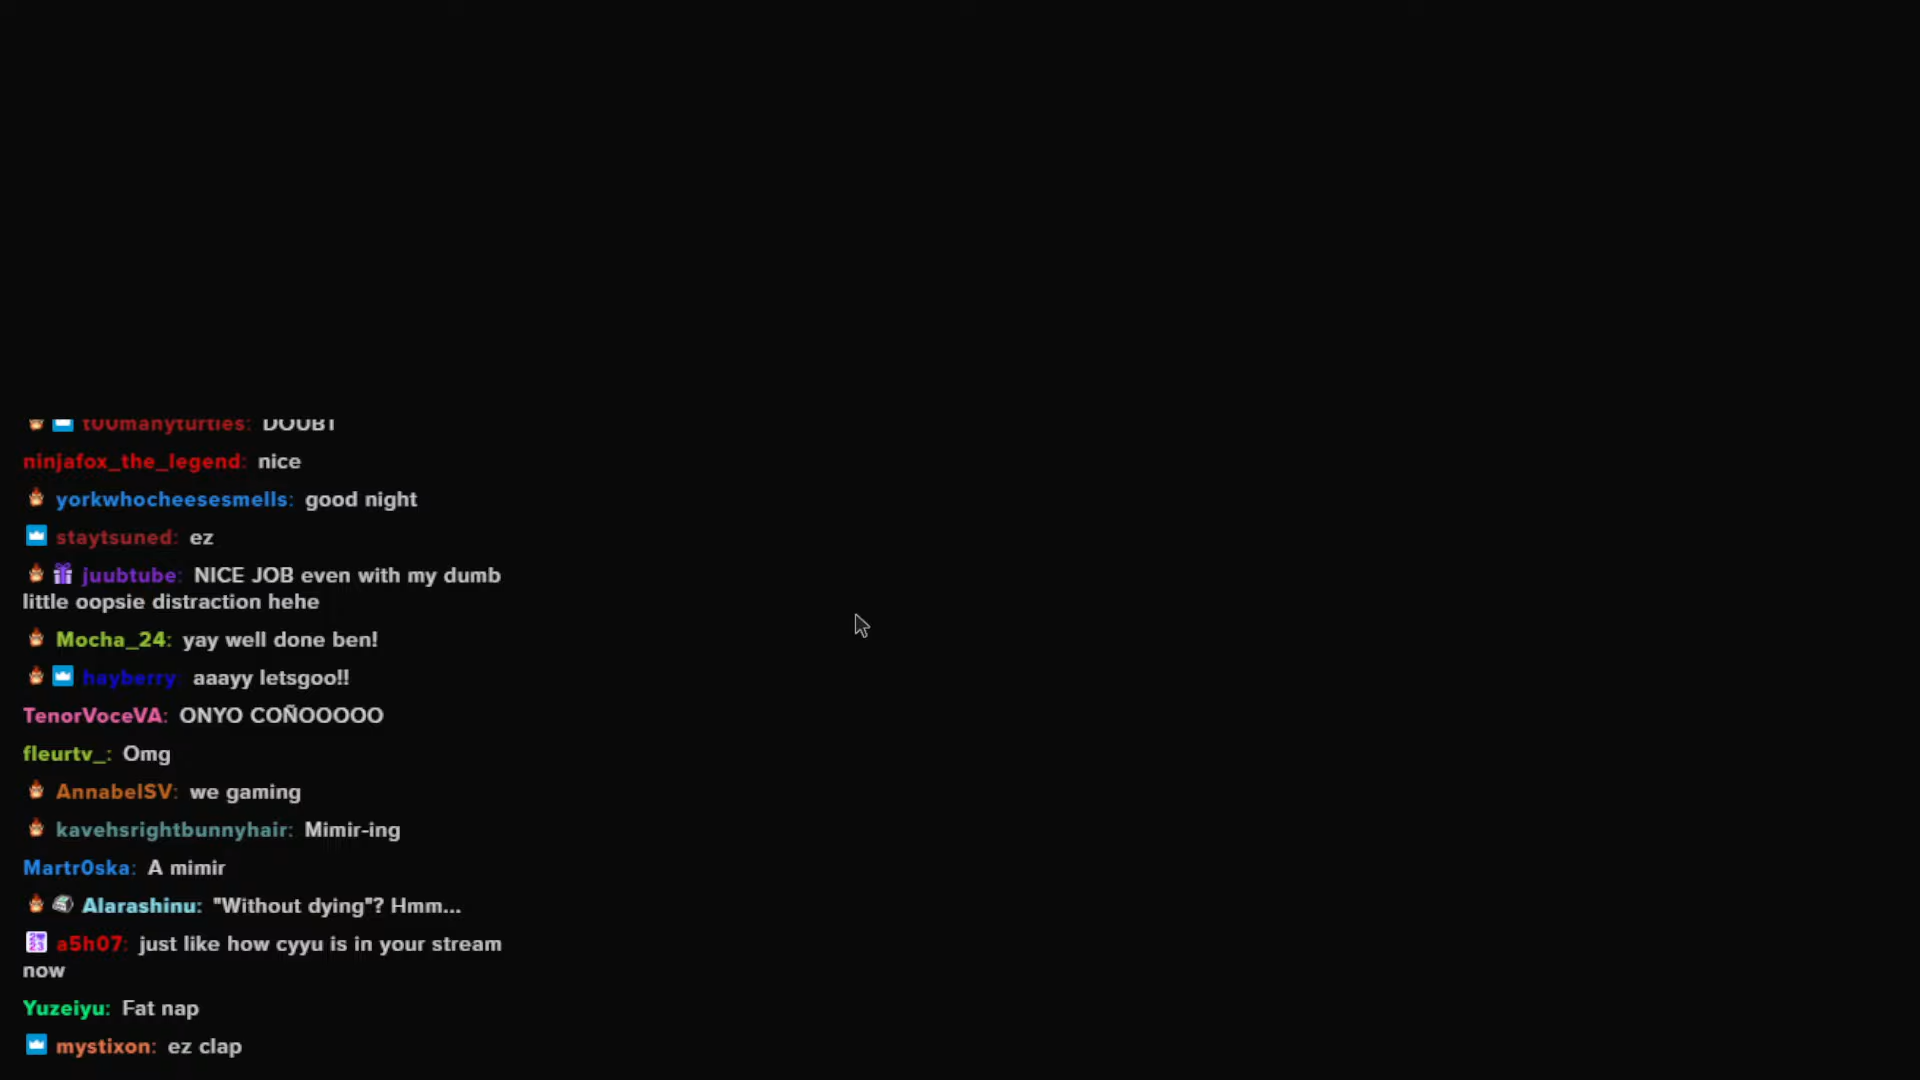 t00manyturtles: DOUBT
ninjafox_the_legend: nice
yorkwhocheesesmells: good night
staytsuned: ez
juubtube: NICE JOB even with my dumb
little oopsie distraction hehe
Mocha_24: yay well done ben!
hayberry: aaayy letsgoo!!
TenorVoceVA: ONYO COÑOOOOO
fleurtv_: Omg
AnnabelSV: we gaming
kavehsrightbunnyhair: Mimir-ing
Martr0ska: A mimir
Alarashinu: "Without dying"? Hmm...
a5h07: just like how cyyu is in your stream
now
Yuzeiyu: Fat nap
mystixon: ez clap